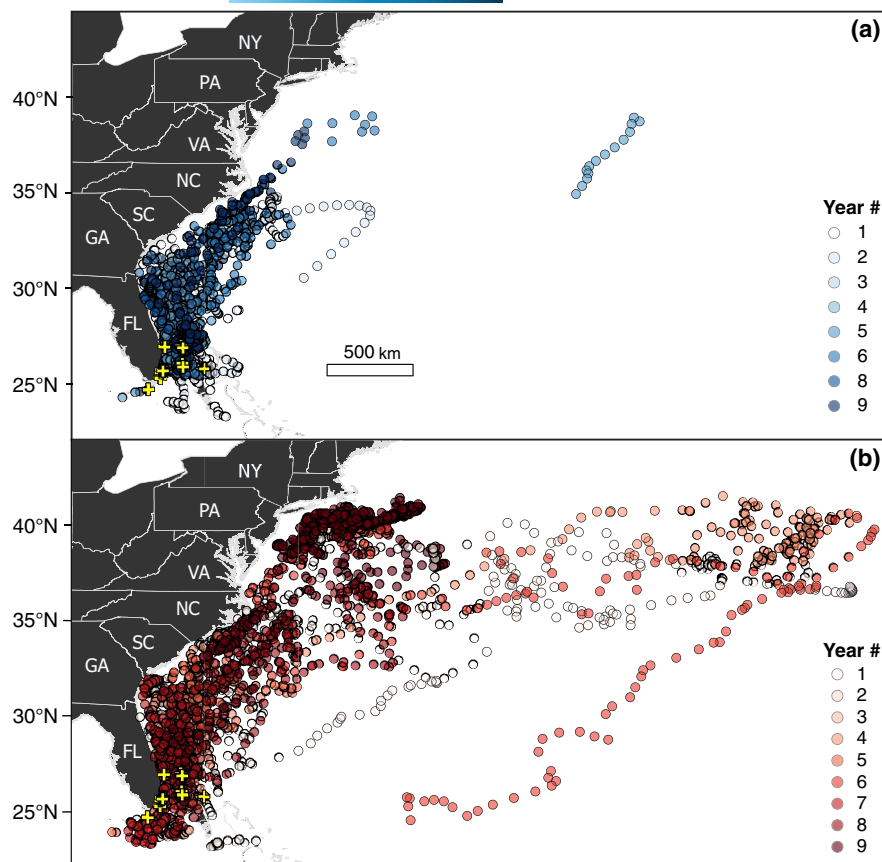 (a)
NY
PA
40°N
VA
NC
35°N
SC
Year #
GA
1
2
30°N
3
FL
4
5
500 km
6
25°N
8
9
(b)
NY
40°N
PA
VA
NC
35°N
SC
Year #
GA
1
2
30°N
3
4
FL
5
6
25°N
7
8
9